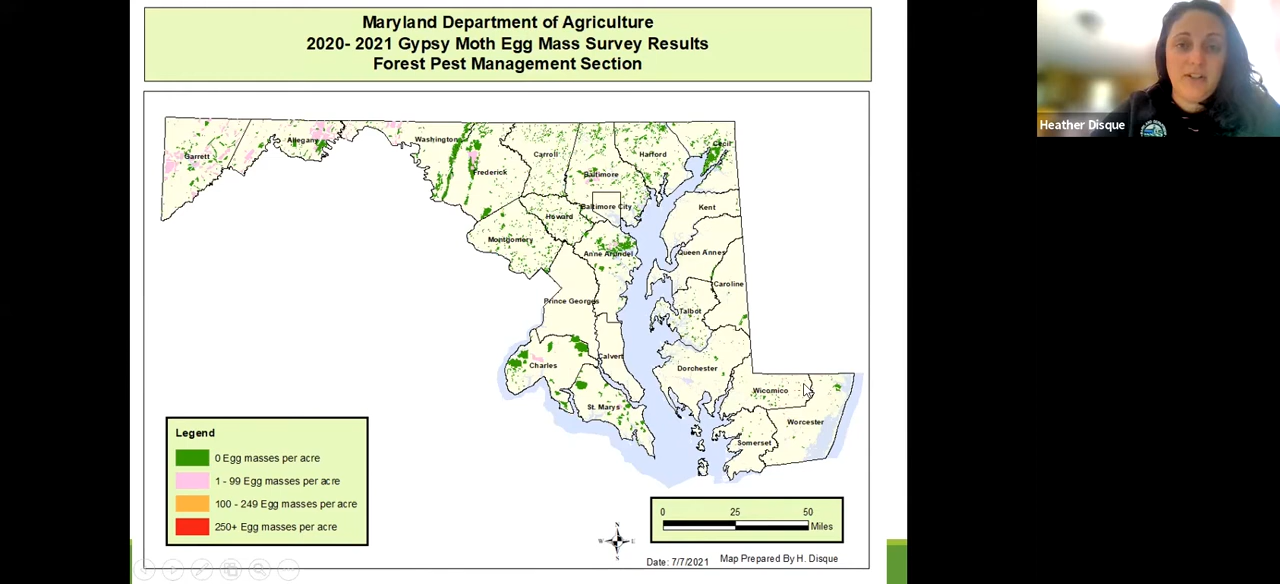 Maryland Department of Agriculture
2020- 2021 Gypsy Moth Egg Mass Survey Results
Forest Pest Management Section
Heather Disque
Garrett
Allegany
Washington
Frederick
Carroll
Baltimore
Harford
Cecil
Baltimore City
Howard
Montgomery
Kent
Anne Arundel
Queen Annes
Caroline
Talbot
Prince Georges
Charles
Calvert
Dorchester
St. Marys
Wicomico
Worcester
Somerset
Legend
0 Egg masses per acre
1 - 99 Egg masses per acre
100 - 249 Egg masses per acre
250+ Egg masses per acre
0 25 50
Miles
N
W
S
Date: 7/7/2021
Map Prepared By H. Disque